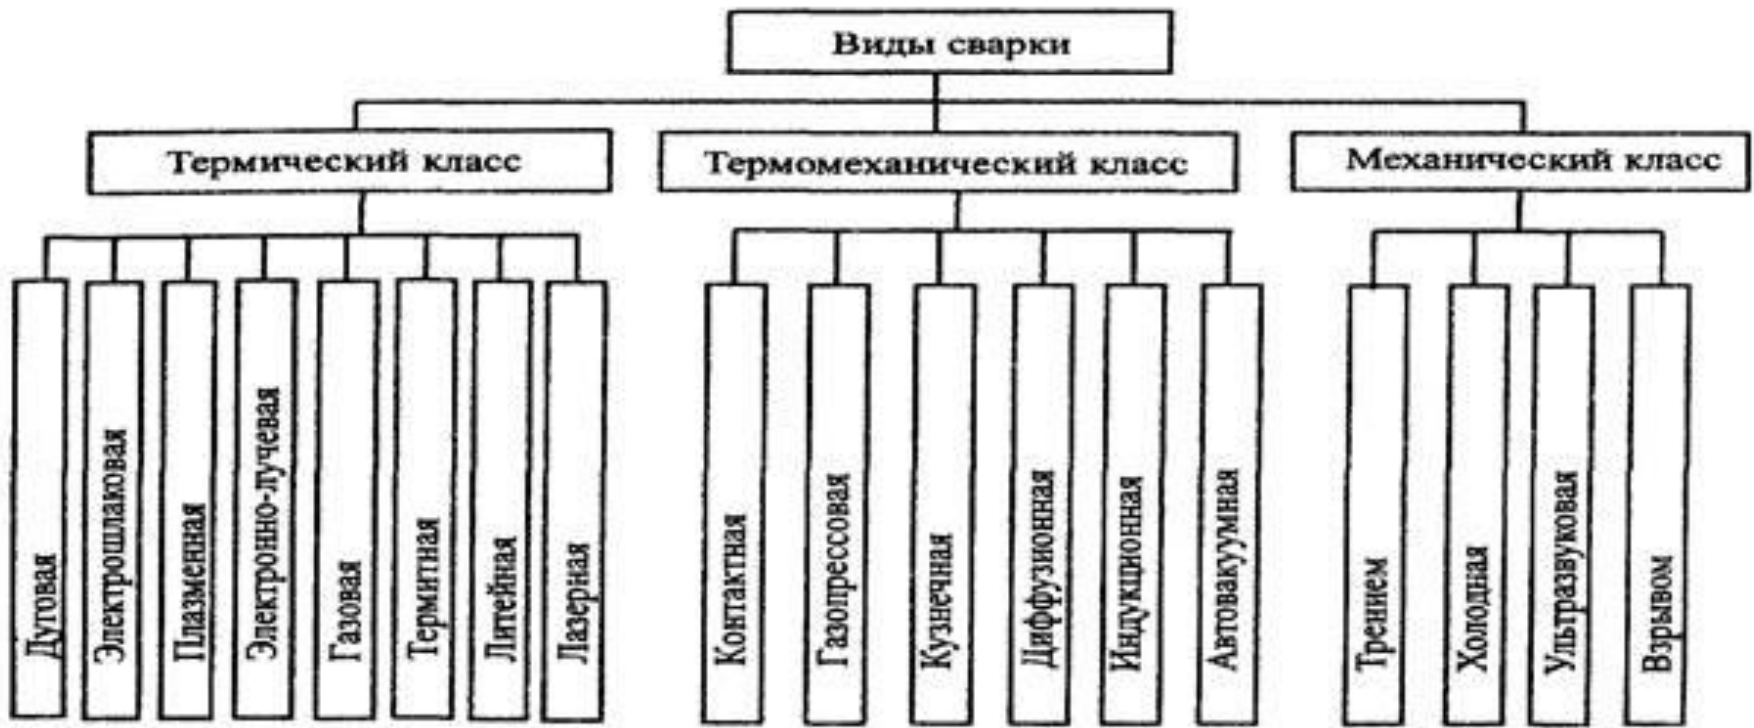 Виды сварки
Термический класс
Термомеханический класс
Механический класс
Дуговая
Электрошлаковая
Плазменная
Электронно-лучевая
Газовая
Термитная
Литейная
Лазерная
Контактная
Газопрессовая
Кузнечная
Диффузионная
Индукционная
Автовакуумная
Трением
Холодная
Ультразвуковая
Взрывом